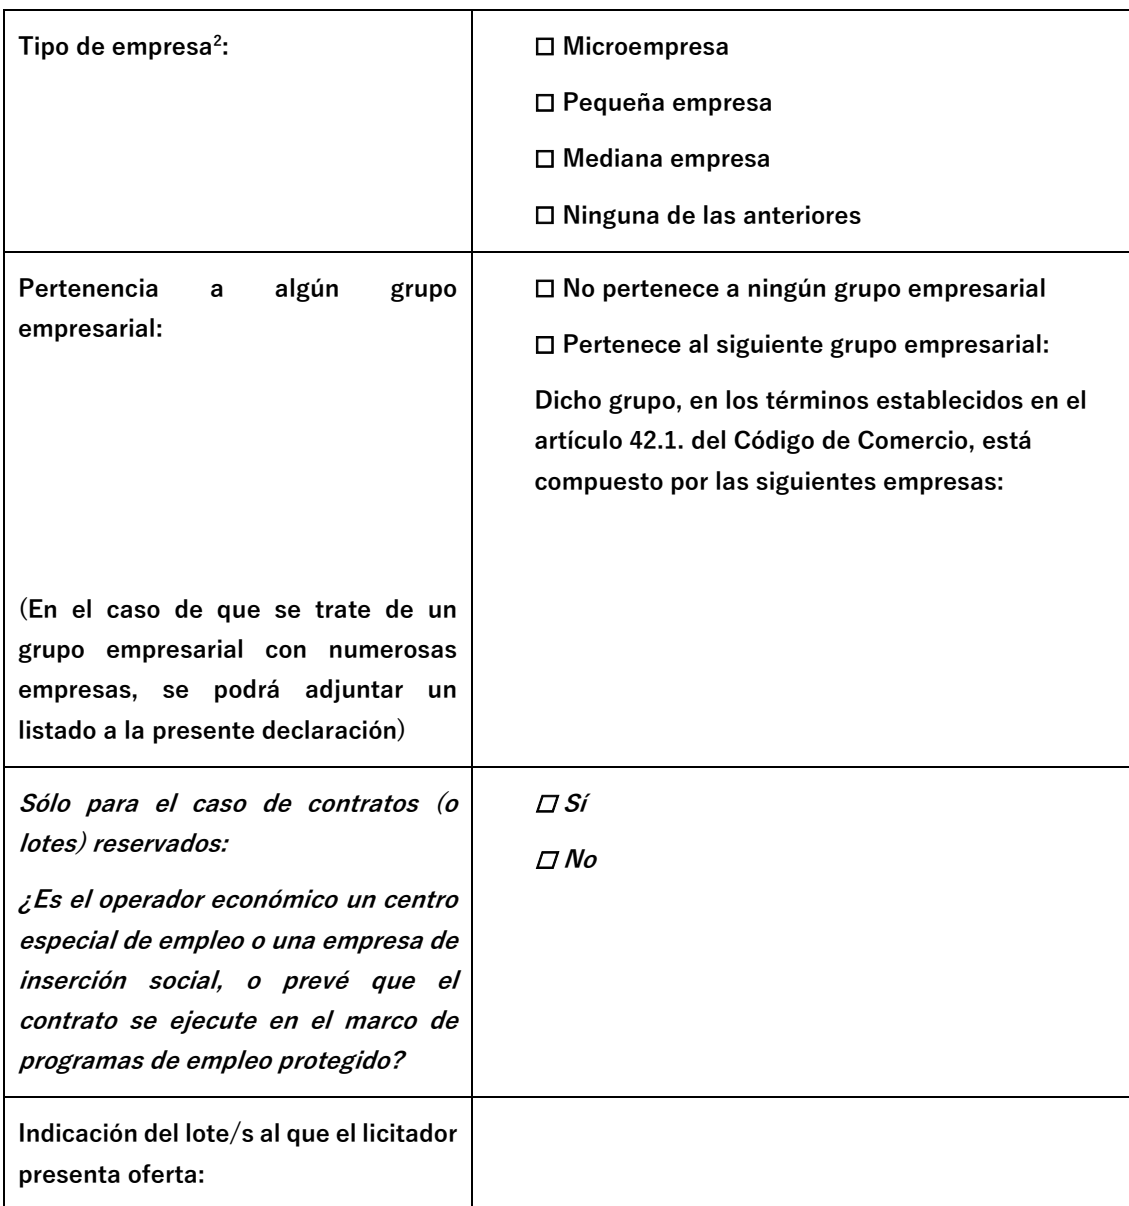 Tipo de empresa²:
☐ Microempresa
☐ Pequeña empresa
☐ Mediana empresa
☐ Ninguna de las anteriores
Pertenencia a algún grupo
empresarial:
(En el caso de que se trate de un
grupo empresarial con numerosas
empresas, se podrá adjuntar un
listado a la presente declaración)
☐ No pertenece a ningún grupo empresarial
☐ Pertenece al siguiente grupo empresarial:
Dicho grupo, en los términos establecidos en el
artículo 42.1. del Código de Comercio, está
compuesto por las siguientes empresas:
Sólo para el caso de contratos (o
lotes) reservados:
¿Es el operador económico un centro
especial de empleo o una empresa de
inserción social, o prevé que el
contrato se ejecute en el marco de
programas de empleo protegido?
☐ Sí
☐ No
Indicación del lote/s al que el licitador
presenta oferta: